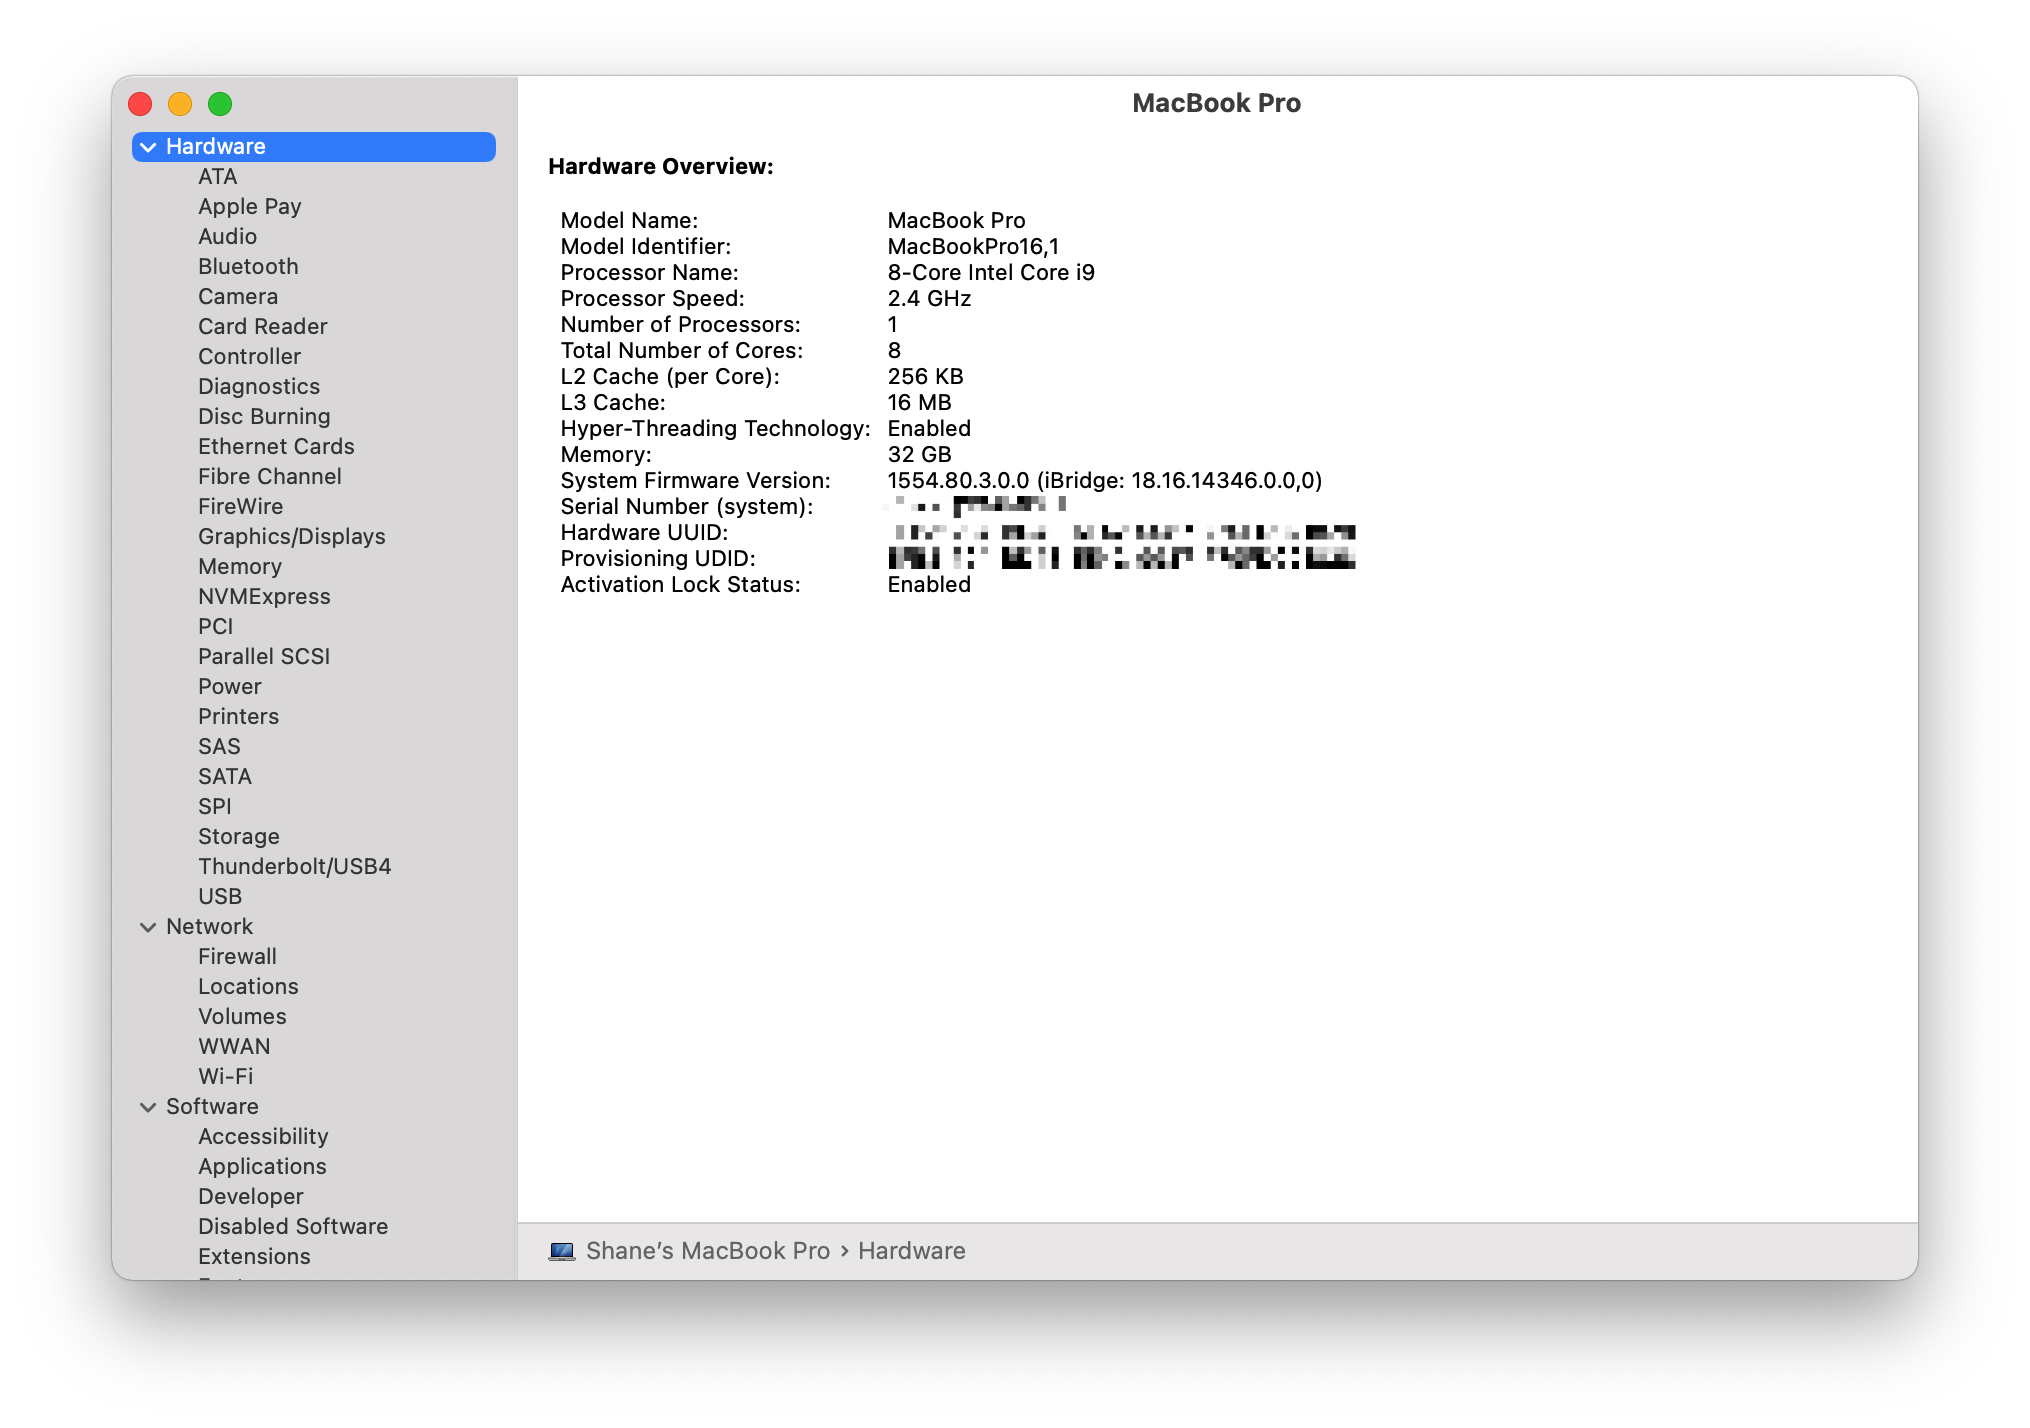 MacBook Pro
Hardware
ATA
Apple Pay
Audio
Bluetooth
Camera
Card Reader
Controller
Diagnostics
Disc Burning
Ethernet Cards
Fibre Channel
FireWire
Graphics/Displays
Memory
NVMExpress
PCI
Parallel SCSI
Power
Printers
SAS
SATA
SPI
Storage
Thunderbolt/USB4
USB
Network
Firewall
Locations
Volumes
WWAN
Wi-Fi
Software
Accessibility
Applications
Developer
Disabled Software
Extensions
Hardware Overview:
Model Name: MacBook Pro
Model Identifier: MacBookPro16,1
Processor Name: 8-Core Intel Core i9
Processor Speed: 2.4 GHz
Number of Processors: 1
Total Number of Cores: 8
L2 Cache (per Core): 256 KB
L3 Cache: 16 MB
Hyper-Threading Technology: Enabled
Memory: 32 GB
System Firmware Version: 1554.80.3.0.0 (iBridge: 18.16.14346.0.0,0)
Serial Number (system):
Hardware UUID:
Provisioning UDID:
Activation Lock Status: Enabled
Shane’s MacBook Pro › Hardware